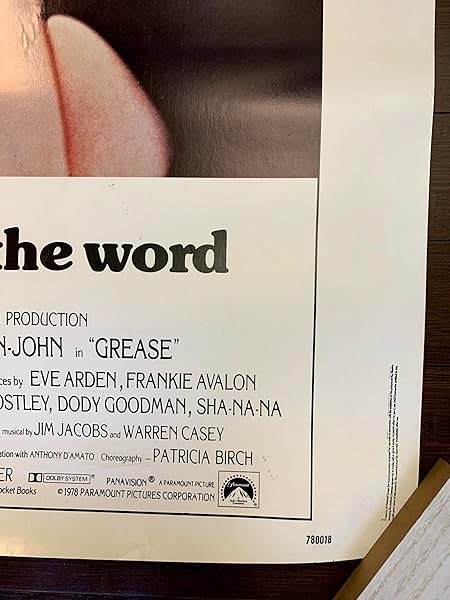 the word
PRODUCTION
N-JOHN in "GREASE"
ces by EVE ARDEN, FRANKIE AVALON
OSTLEY, DODY GOODMAN, SHA-NA-NA
musical by JIM JACOBS and WARREN CASEY
ation with ANTHONY D'AMATO Choreography — PATRICIA BIRCH
ER DOLBY SYSTEM® PANAVISION® A PARAMOUNT PICTURE
ocket Books ©1978 PARAMOUNT PICTURES CORPORATION
Paramount
780018